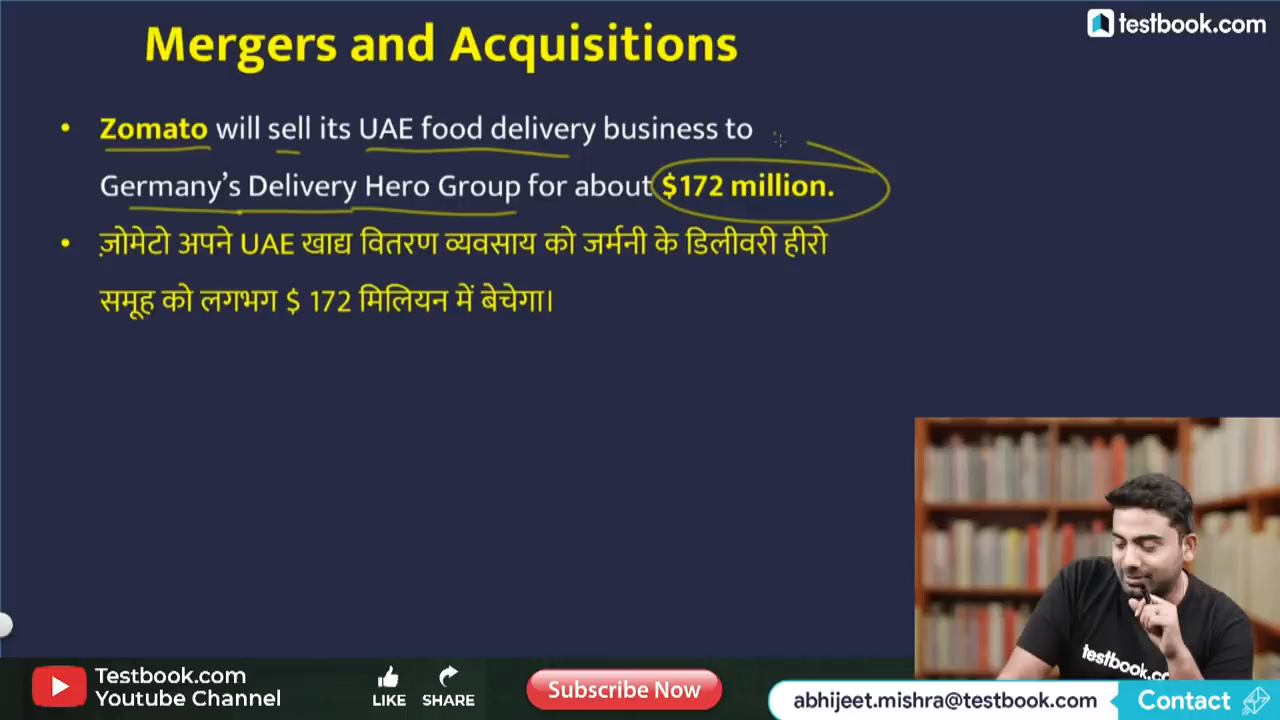 testbook.com
Mergers and Acquisitions
• Zomato will sell its UAE food delivery business to
Germany's Delivery Hero Group for about $172 million.
• ज़ोमेटो अपने UAE खाद्य वितरण व्यवसाय को जर्मनी के डिलीवरी हीरो
समूह को लगभग $ 172 मिलियन में बेचेगा।
testbook.co
Testbook.com
Youtube Channel
LIKE
SHARE
Subscribe Now
abhijeet.mishra@testbook.com
Contact